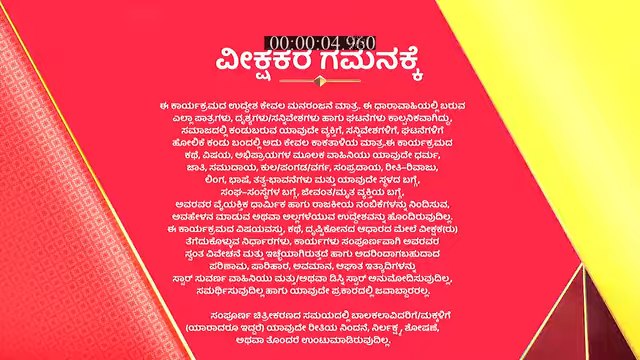 00:00:04.960
ವೀಕ್ಷಕರ ಗಮನಕ್ಕೆ
ಈ ಕಾರ್ಯಕ್ರಮದ ಉದ್ದೇಶ ಕೇವಲ ಮನರಂಜನೆ ಮಾತ್ರ. ಈ ಧಾರಾವಾಹಿಯಲ್ಲಿ ಬರುವ
ಎಲ್ಲಾ ಪಾತ್ರಗಳು, ದೃಶ್ಯಗಳು/ಸನ್ನಿವೇಶಗಳು ಹಾಗು ಘಟನೆಗಳು ಕಾಲ್ಪನಿಕವಾಗಿದ್ದು,
ಸಮಾಜದಲ್ಲಿ ಕಂಡುಬರುವ ಯಾವುದೇ ವ್ಯಕ್ತಿಗೆ, ಸನ್ನಿವೇಶಗಳಿಗೆ, ಘಟನೆಗಳಿಗೆ
ಹೋಲಿಕೆ ಕಂಡು ಬಂದಲ್ಲಿ ಅದು ಕೇವಲ ಕಾಕತಾಳಿಯ ಮಾತ್ರ.ಈ ಕಾರ್ಯಕ್ರಮದ
ಕಥೆ, ವಿಷಯ, ಅಭಿಪ್ರಾಯಗಳ ಮೂಲಕ ವಾಹಿನಿಯು ಯಾವುದೇ ಧರ್ಮ,
ಜಾತಿ, ಸಮುದಾಯ, ಕುಲ/ಪಂಗಡ/ವರ್ಗ, ಸಂಪ್ರದಾಯ, ರೀತಿ-ರಿವಾಜು,
ಲಿಂಗ, ಭಾಷೆ, ತತ್ವ-ಭಾವನೆಗಳು ಮತ್ತು ಯಾವುದೇ ಸ್ಥಳದ ಬಗ್ಗೆ,
ಸಂಘ-ಸಂಸ್ಥೆಗಳ ಬಗ್ಗೆ, ಜೀವಂತ/ಮೃತ ವ್ಯಕ್ತಿಯ ಬಗ್ಗೆ,
ಅವರವರ ವೈಯಕ್ತಿಕ ಧಾರ್ಮಿಕ ಹಾಗು ರಾಜಕೀಯ ನಂಬಿಕೆಗಳನ್ನು ನಿಂದಿಸುವ,
ಅವಹೇಳನ ಮಾಡುವ ಅಥವಾ ಅಲ್ಲಗಳೆಯುವ ಉದ್ದೇಶವನ್ನು ಹೊಂದಿರುವುದಿಲ್ಲ.
ಈ ಕಾರ್ಯಕ್ರಮದ ವಿಷಯವಸ್ತು, ಕಥೆ, ದೃಷ್ಟಿಕೋನದ ಆಧಾರದ ಮೇಲೆ ವೀಕ್ಷಕ(ರು)
ತೆಗೆದುಕೊಳ್ಳುವ ನಿರ್ಧಾರಗಳು, ಕಾರ್ಯಗಳು ಸಂಪೂರ್ಣವಾಗಿ ಅವರವರ
ಸ್ವಂತ ವಿವೇಚನೆ ಮತ್ತು ಇಚ್ಛೆಯಾಗಿರುತ್ತದೆ ಹಾಗು ಅದರಿಂದಾಗಬಹುದಾದ
ಪರಿಣಾಮ, ಪಾರಿಹಾರ, ಅವಮಾನ, ಆಘಾತ ಇತ್ಯಾದಿಗಳನ್ನು
ಸ್ಟಾರ್ ಸುವರ್ಣ ವಾಹಿನಿಯು ಮತ್ತು/ಅಥವಾ ಡಿಸ್ನಿ ಸ್ಟಾರ್ ಅನುಮೋದಿಸುವುದಿಲ್ಲ,
ಸಮರ್ಥಿಸುವುದಿಲ್ಲ ಹಾಗು ಯಾವುದೇ ಪ್ರಕಾರದಲ್ಲಿ ಜವಾಬ್ದಾರರಲ್ಲ.
ಸಂಪೂರ್ಣ ಚಿತ್ರೀಕರಣದ ಸಮಯದಲ್ಲಿ ಬಾಲಕಲಾವಿದರಿಗೆ/ಮಕ್ಕಳಿಗೆ
(ಯಾರಾದರೂ ಇದ್ದರೆ) ಯಾವುದೇ ರೀತಿಯ ನಿಂದನೆ, ನಿರ್ಲಕ್ಷ್ಯ, ಶೋಷಣೆ,
ಅಥವಾ ತೊಂದರೆ ಉಂಟುಮಾಡಿರುವುದಿಲ್ಲ.